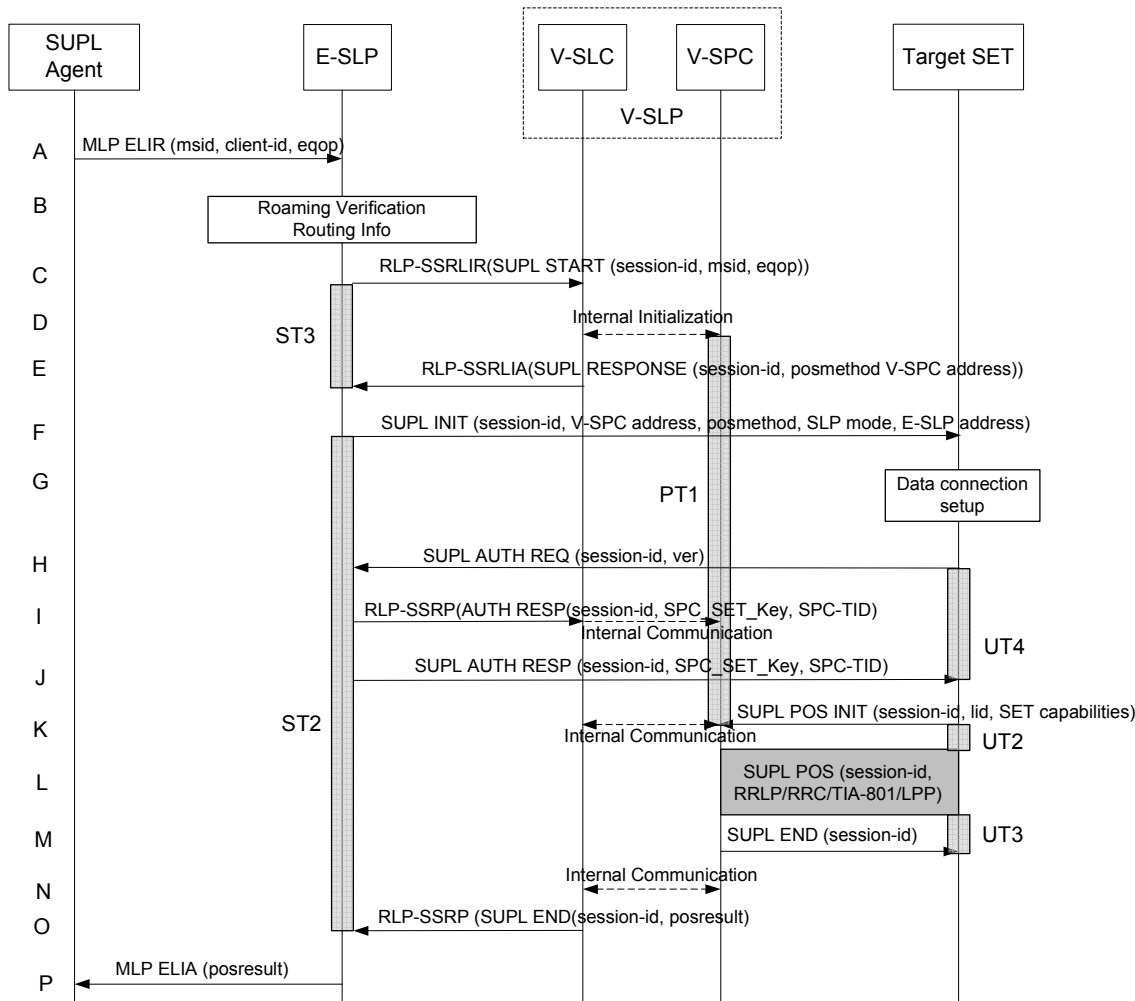 SUPL
Agent
E-SLP
V-SLC
V-SPC
Target SET
V-SLP
A
MLP ELIR (msid, client-id, eqop)
B
Roaming Verification
Routing Info
C
RLP-SSRLIR(SUPL START (session-id, msid, eqop))
D
ST3
Internal Initialization
E
RLP-SSRLIA(SUPL RESPONSE (session-id, posmethod V-SPC address))
F
SUPL INIT (session-id, V-SPC address, posmethod, SLP mode, E-SLP address)
G
PT1
Data connection
setup
H
SUPL AUTH REQ (session-id, ver)
I
RLP-SSRP(AUTH RESP(session-id, SPC_SET_Key, SPC-TID)
Internal Communication
UT4
J
SUPL AUTH RESP (session-id, SPC_SET_Key, SPC-TID)
K
ST2
SUPL POS INIT (session-id, lid, SET capabilities)
Internal Communication
UT2
L
SUPL POS (session-id,
RRLP/RRC/TIA-801/LPP)
M
SUPL END (session-id)
UT3
N
Internal Communication
O
RLP-SSRP (SUPL END(session-id, posresult)
P
MLP ELIA (posresult)